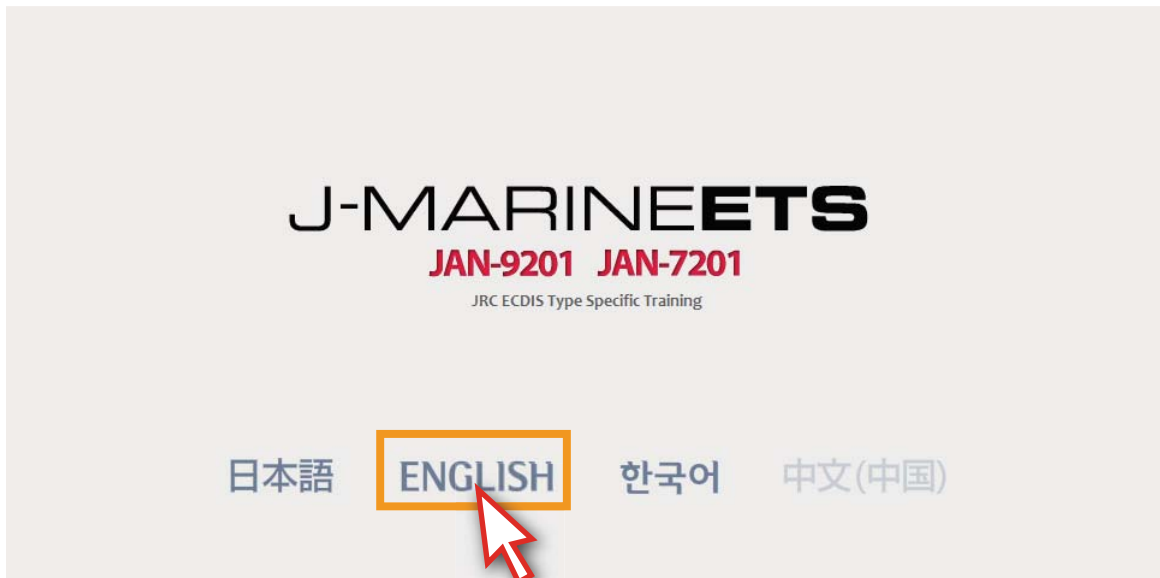 J-MARINEETS
JAN-9201 JAN-7201
JRC ECDIS Type Specific Training
日本語 ENGLISH 한국어 中文(中国)